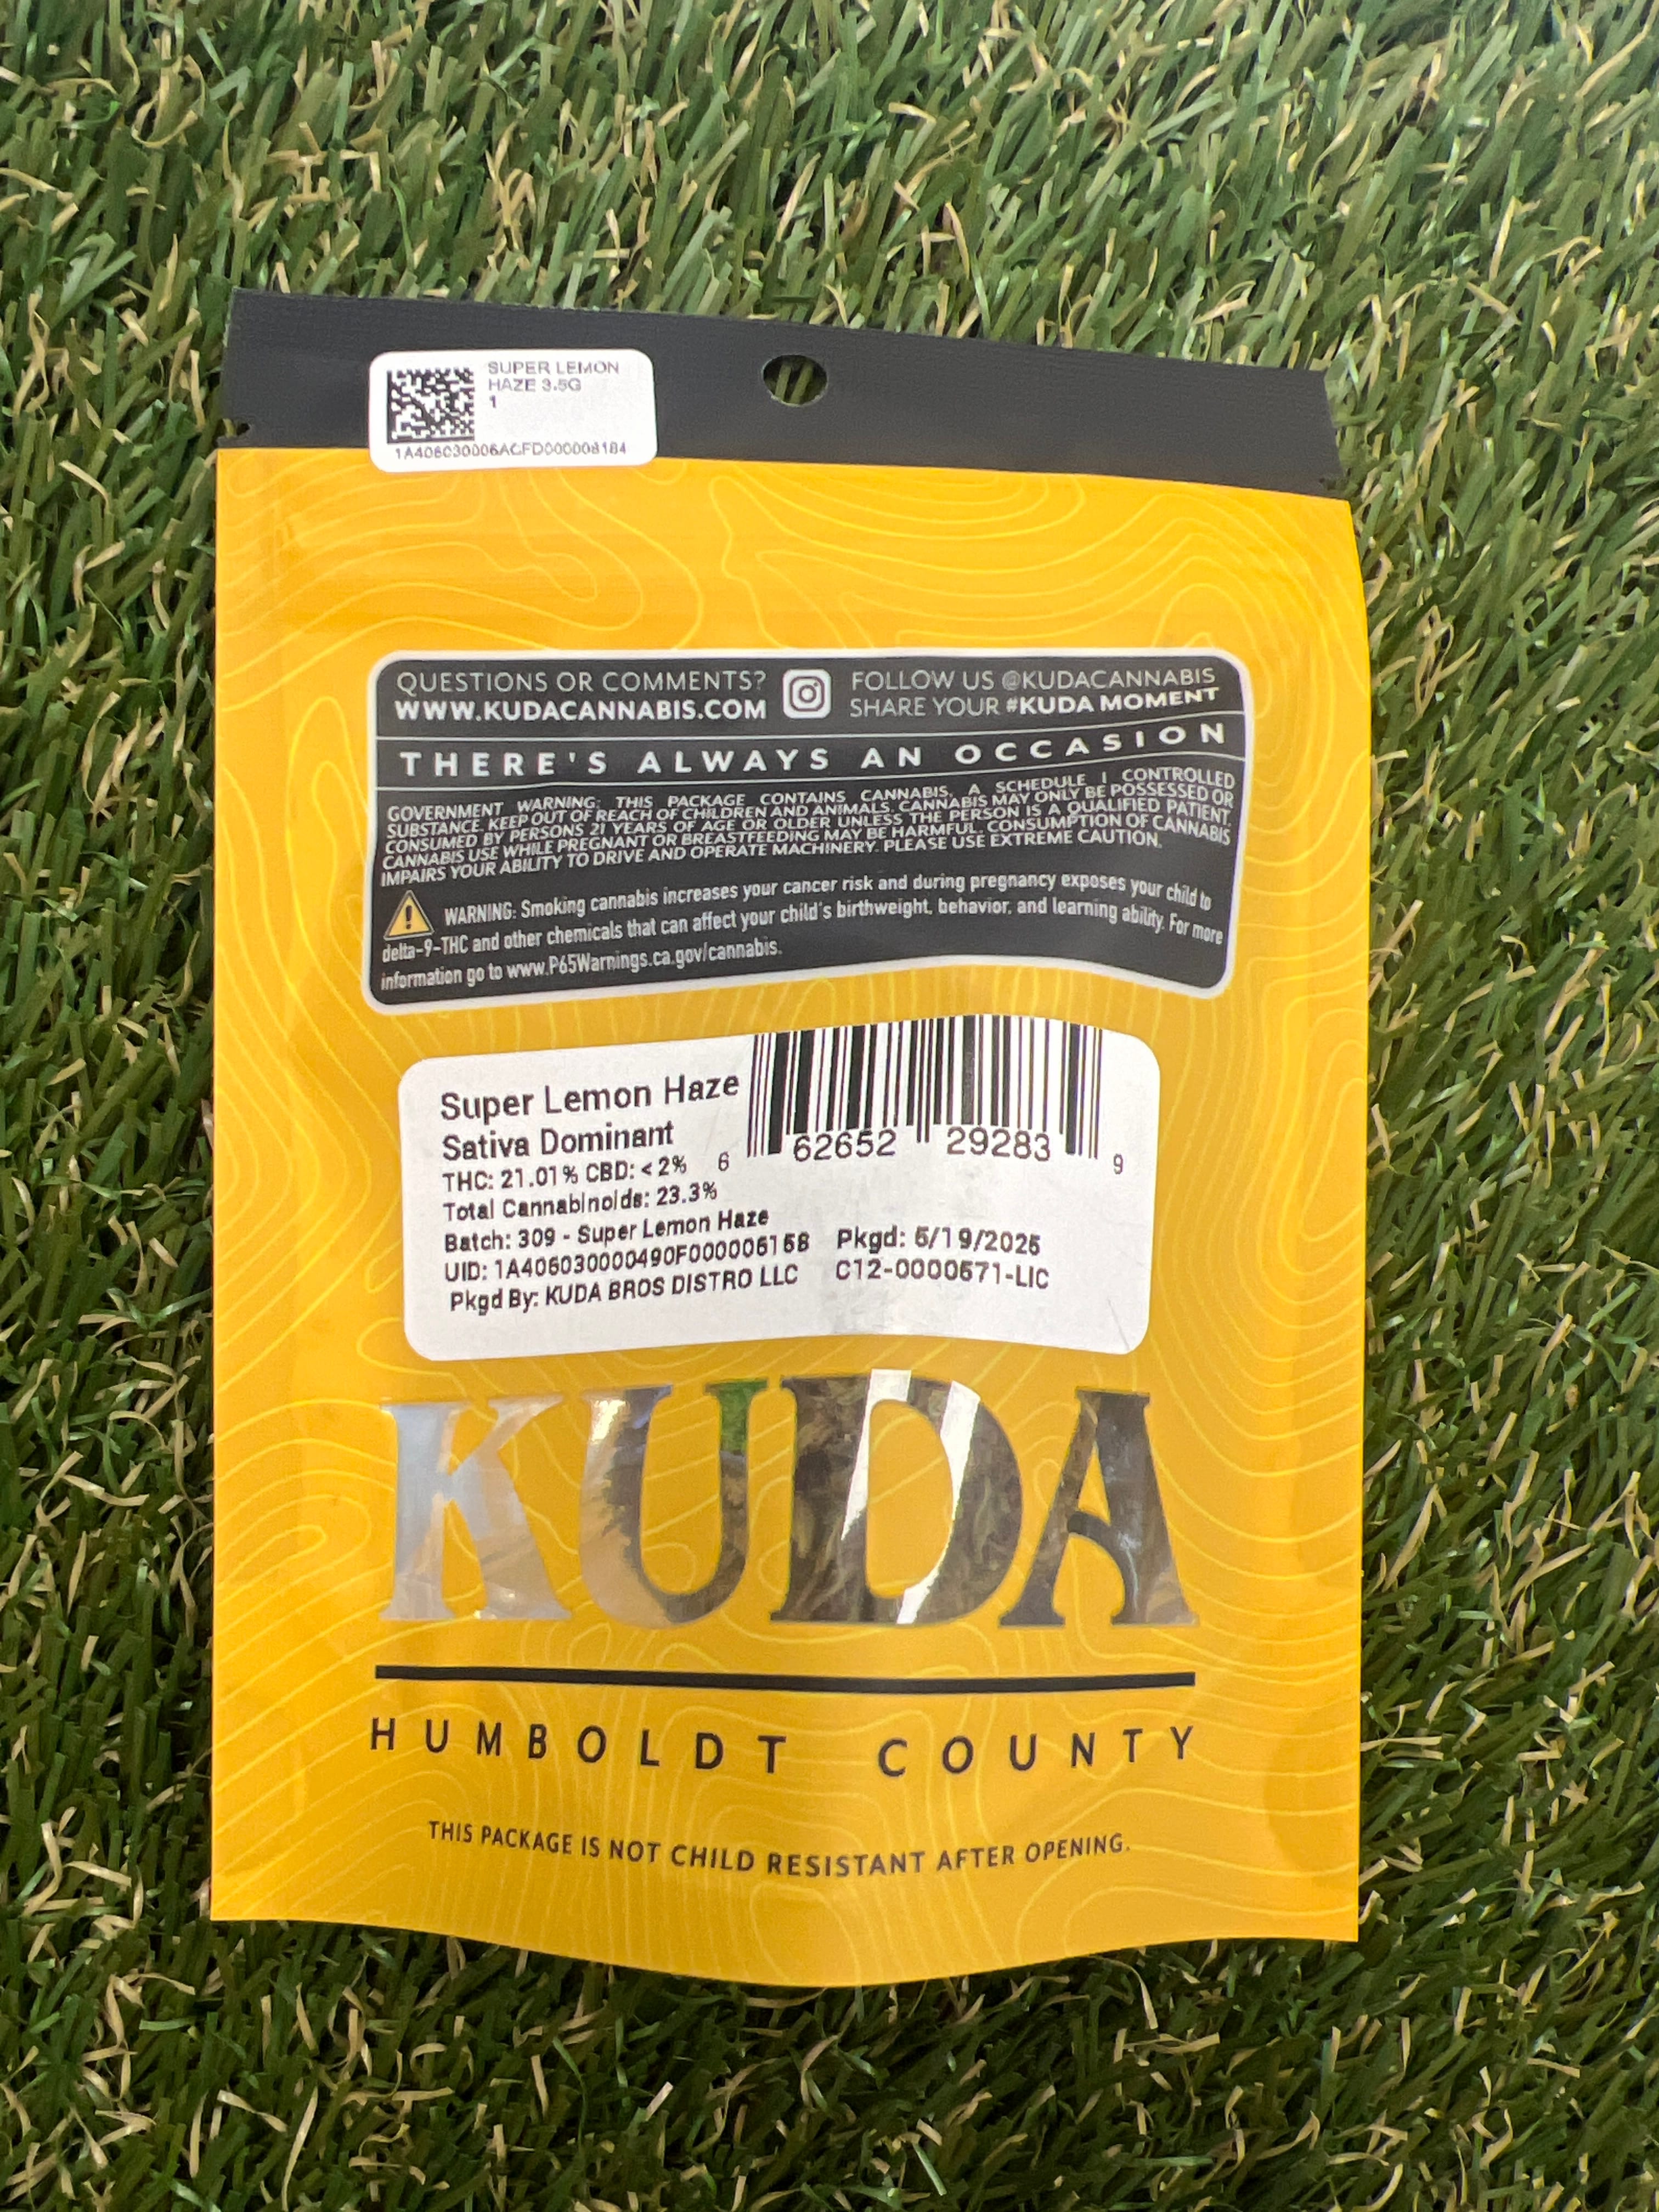 SUPER LEMON
HAZE 3.5G
1
1A406030006ACFD000008184
QUESTIONS OR COMMENTS?
WWW.KUDACANNABIS.COM
FOLLOW US @KUDACANNABIS
SHARE YOUR #KUDA MOMENT
THERE'S ALWAYS AN OCCASION
GOVERNMENT WARNING: THIS PACKAGE CONTAINS CANNABIS, A SCHEDULE I CONTROLLED
SUBSTANCE. KEEP OUT OF REACH OF CHILDREN AND ANIMALS. CANNABIS MAY ONLY BE POSSESSED OR
CONSUMED BY PERSONS 21 YEARS OF AGE OR OLDER UNLESS THE PERSON IS A QUALIFIED PATIENT.
CANNABIS USE WHILE PREGNANT OR BREASTFEEDING MAY BE HARMFUL. CONSUMPTION OF CANNABIS
IMPAIRS YOUR ABILITY TO DRIVE AND OPERATE MACHINERY. PLEASE USE EXTREME CAUTION.
WARNING: Smoking cannabis increases your cancer risk and during pregnancy exposes your child to
delta-9-THC and other chemicals that can affect your child's birthweight, behavior, and learning ability. For more
information go to www.P65Warnings.ca.gov/cannabis.
Super Lemon Haze
Sativa Dominant
THC: 21.01% CBD: <2%
6 62652 29283 9
Total Cannabinoids: 23.3%
Batch: 309 - Super Lemon Haze
UID: 1A406030000490F000006168 Pkgd: 5/19/2025
Pkgd By: KUDA BROS DISTRO LLC C12-0000571-LIC
KUDA
HUMBOLDT COUNTY
THIS PACKAGE IS NOT CHILD RESISTANT AFTER OPENING.